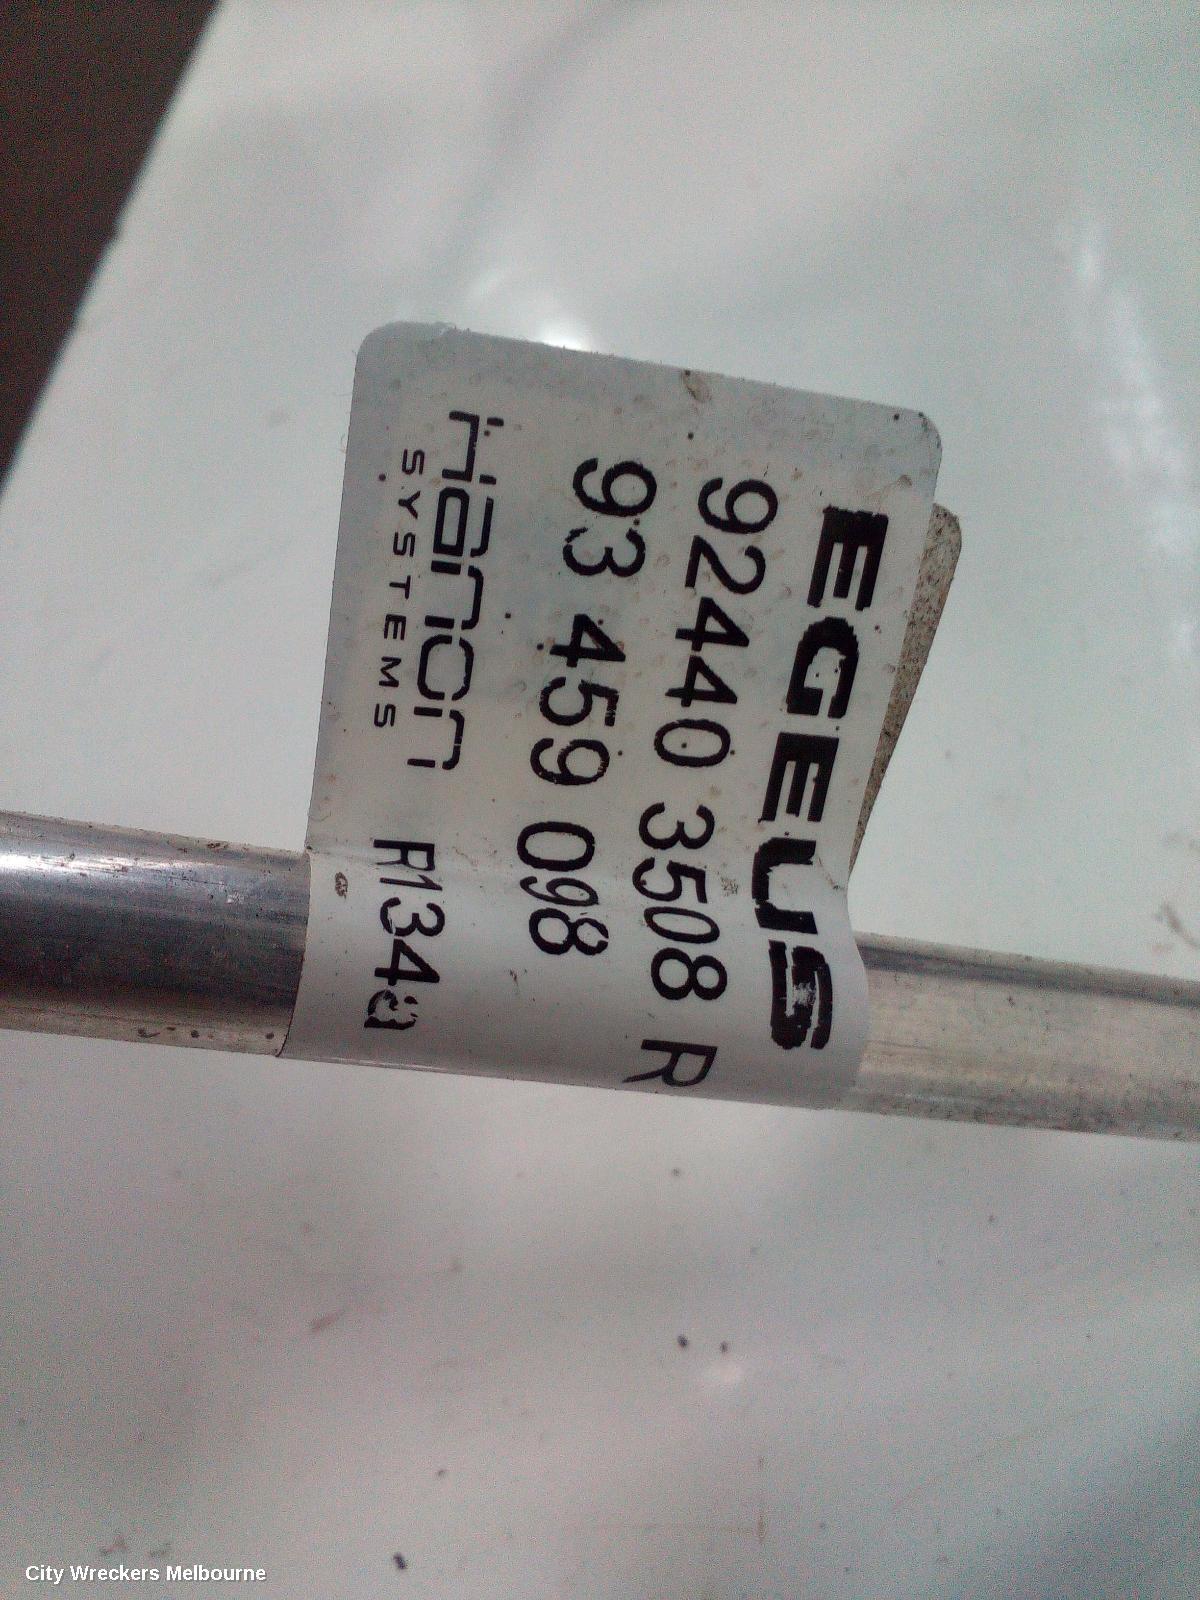 EGEUS
92440 3508 R
93 459 098
Hanon
SYSTEMS R134a
City Wreckers Melbourne